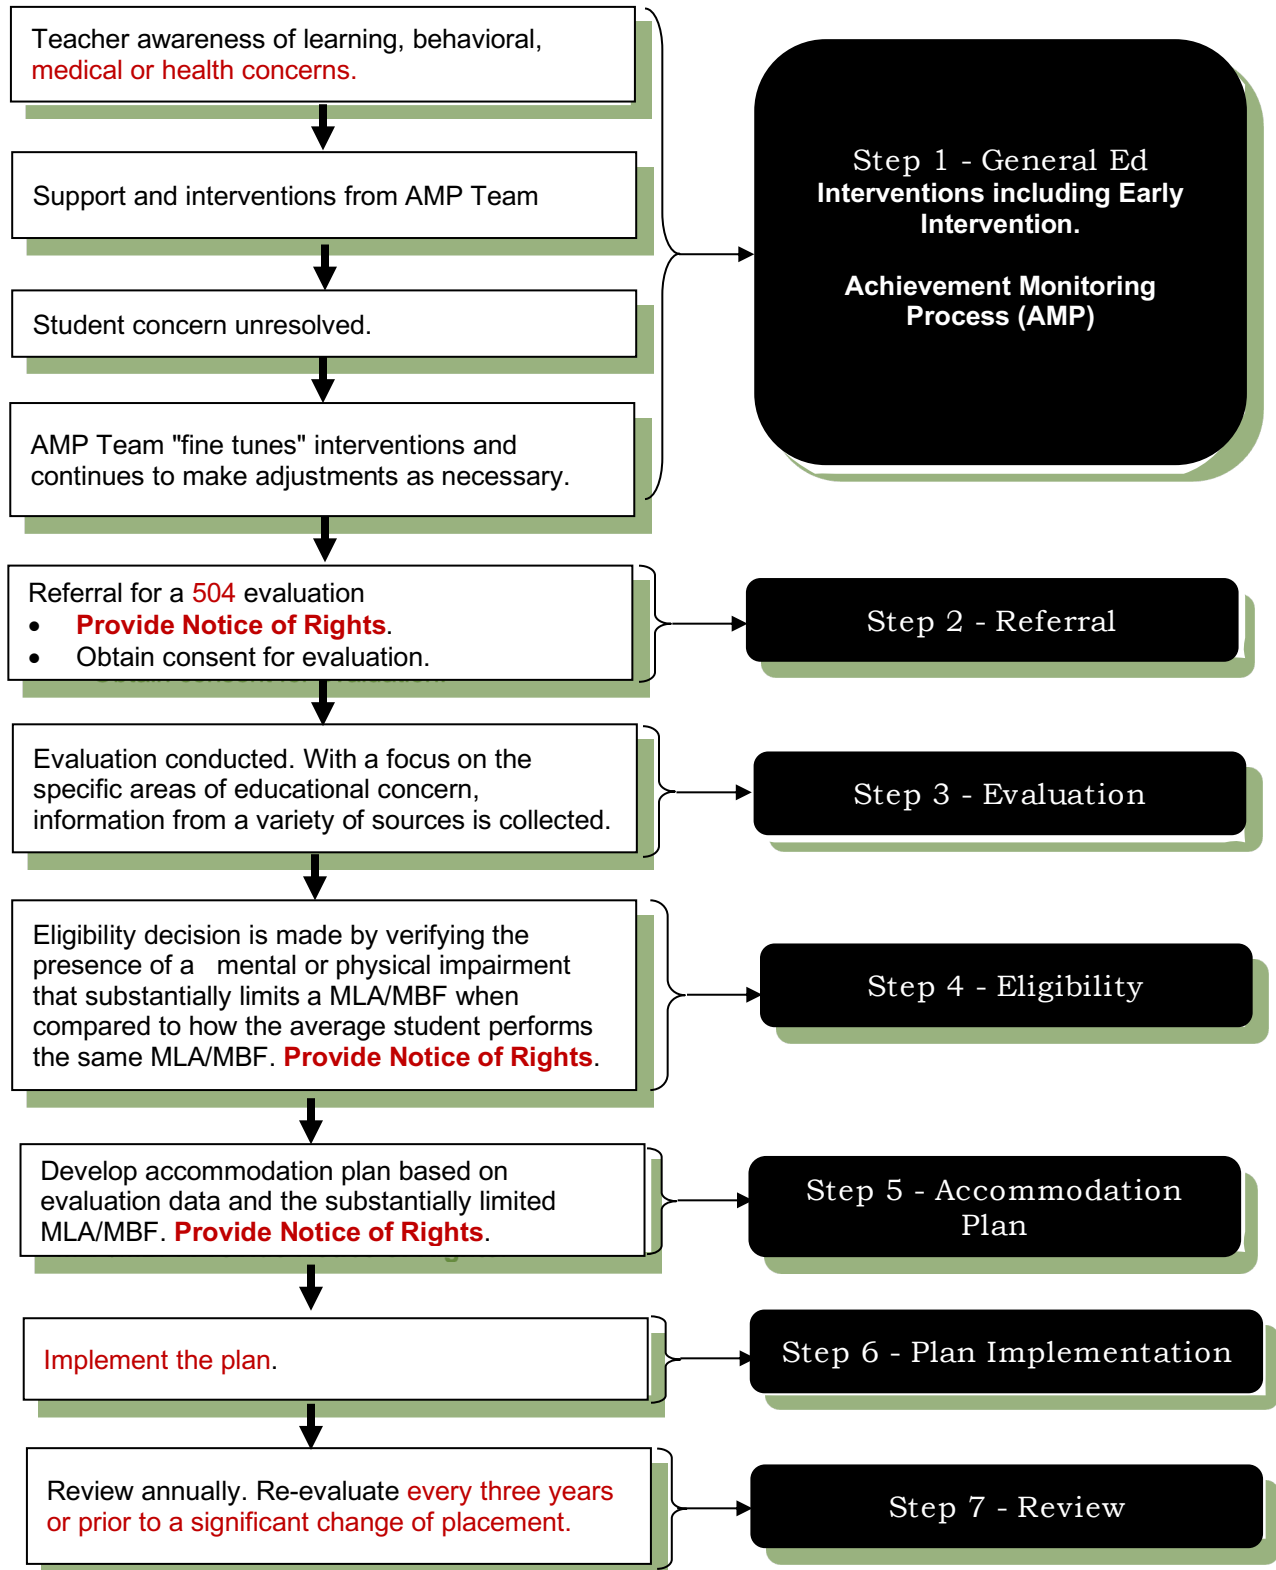 Teacher awareness of learning, behavioral,
medical or health concerns.
Support and interventions from AMP Team
Student concern unresolved.
AMP Team "fine tunes" interventions and
continues to make adjustments as necessary.
Step 1 - General Ed
Interventions including Early
Intervention.
Achievement Monitoring
Process (AMP)
Referral for a 504 evaluation
• Provide Notice of Rights.
• Obtain consent for evaluation.
Step 2 - Referral
Evaluation conducted. With a focus on the
specific areas of educational concern,
information from a variety of sources is collected.
Step 3 - Evaluation
Eligibility decision is made by verifying the
presence of a mental or physical impairment
that substantially limits a MLA/MBF when
compared to how the average student performs
the same MLA/MBF. Provide Notice of Rights.
Step 4 - Eligibility
Develop accommodation plan based on
evaluation data and the substantially limited
MLA/MBF. Provide Notice of Rights.
Step 5 - Accommodation
Plan
Implement the plan.
Step 6 - Plan Implementation
Review annually. Re-evaluate every three years
or prior to a significant change of placement.
Step 7 - Review